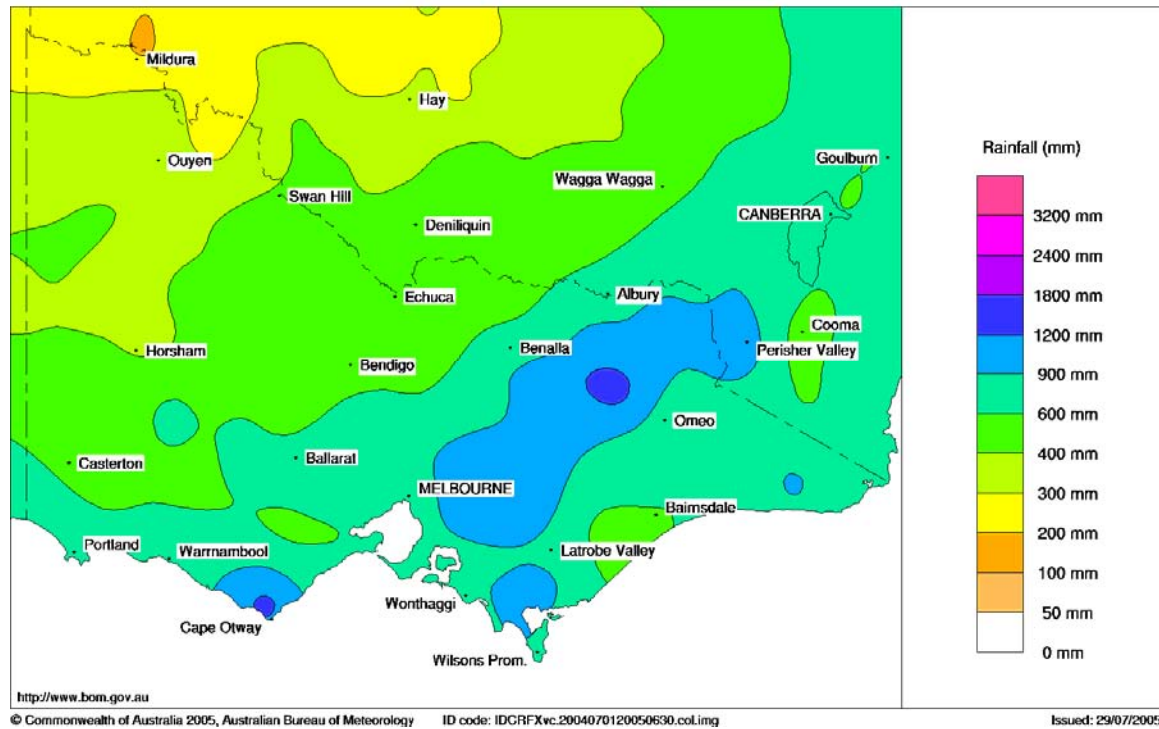 Mildura
Hay
Ouyen
Goulburn
Wagga Wagga
Swan Hill
CANBERRA
Deniliquin
Echuca
Albury
Cooma
Horsham
Benalla
Perisher Valley
Bendigo
Omeo
Casterton
Ballarat
MELBOURNE
Bairnsdale
Portland
Warrnambool
Latrobe Valley
Wonthaggi
Cape Otway
Wilsons Prom.
Rainfall (mm)
3200 mm
2400 mm
1800 mm
1200 mm
900 mm
600 mm
400 mm
300 mm
200 mm
100 mm
50 mm
0 mm
http://www.bom.gov.au
© Commonwealth of Australia 2005, Australian Bureau of Meteorology ID code: IDCRFXvc.2004070120050630.col.img Issued: 29/07/2005